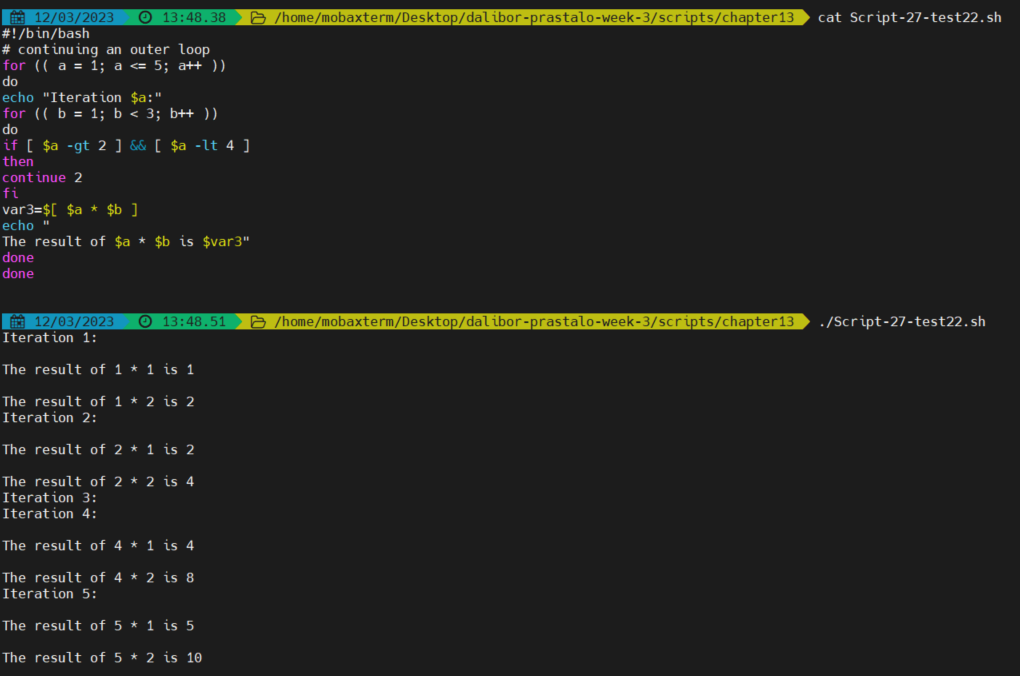 12/03/2023 13:48.38 /home/mobaxterm/Desktop/dalibor-prastalo-week-3/scripts/chapter13 cat Script-27-test22.sh
#!/bin/bash
# continuing an outer loop
for (( a = 1; a <= 5; a++ ))
do
echo "Iteration $a:"
for (( b = 1; b < 3; b++ ))
do
if [ $a -gt 2 ] && [ $a -lt 4 ]
then
continue 2
fi
var3=$[ $a * $b ]
echo "
The result of $a * $b is $var3"
done
done
12/03/2023 13:48.51 /home/mobaxterm/Desktop/dalibor-prastalo-week-3/scripts/chapter13 ./Script-27-test22.sh
Iteration 1:
The result of 1 * 1 is 1
The result of 1 * 2 is 2
Iteration 2:
The result of 2 * 1 is 2
The result of 2 * 2 is 4
Iteration 3:
Iteration 4:
The result of 4 * 1 is 4
The result of 4 * 2 is 8
Iteration 5:
The result of 5 * 1 is 5
The result of 5 * 2 is 10